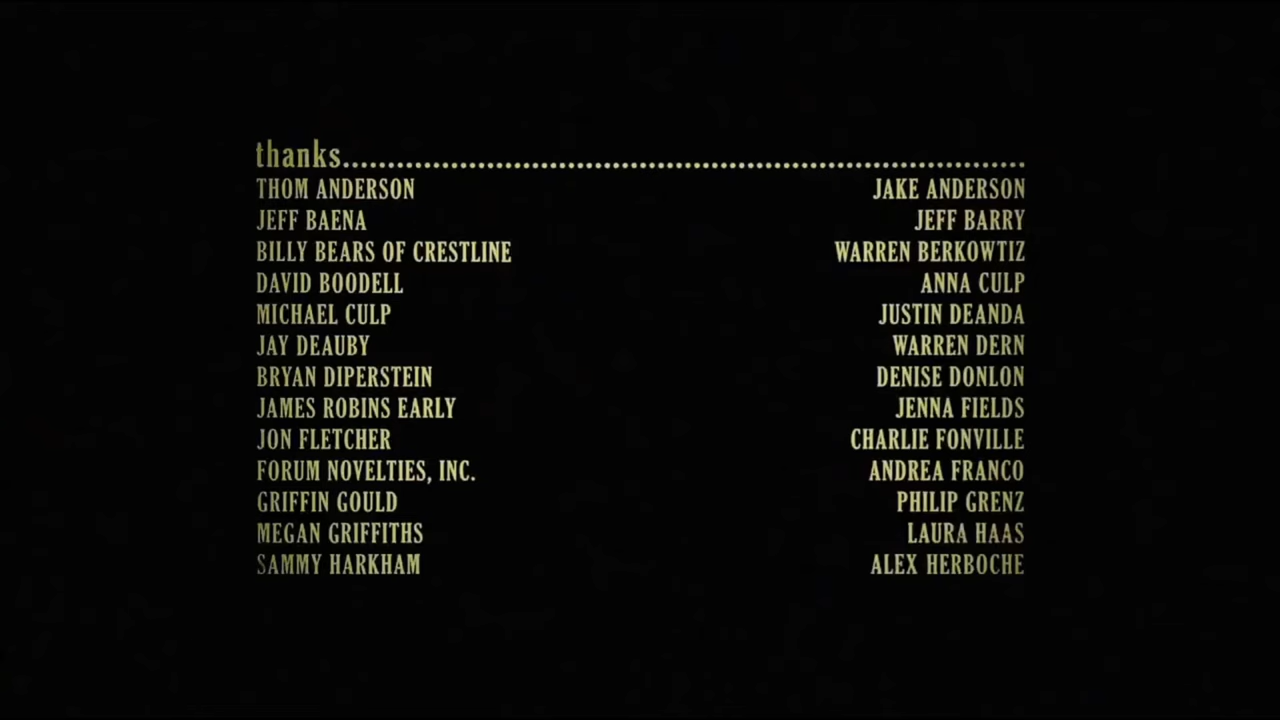 thanks..........................................................................
THOM ANDERSON JAKE ANDERSON
JEFF BAENA JEFF BARRY
BILLY BEARS OF CRESTLINE WARREN BERKOWTIZ
DAVID BOODELL ANNA CULP
MICHAEL CULP JUSTIN DEANDA
JAY DEAUBY WARREN DERN
BRYAN DIPERSTEIN DENISE DONLON
JAMES ROBINS EARLY JENNA FIELDS
JON FLETCHER CHARLIE FONVILLE
FORUM NOVELTIES, INC. ANDREA FRANCO
GRIFFIN GOULD PHILIP GRENZ
MEGAN GRIFFITHS LAURA HAAS
SAMMY HARKHAM ALEX HERBOCHE